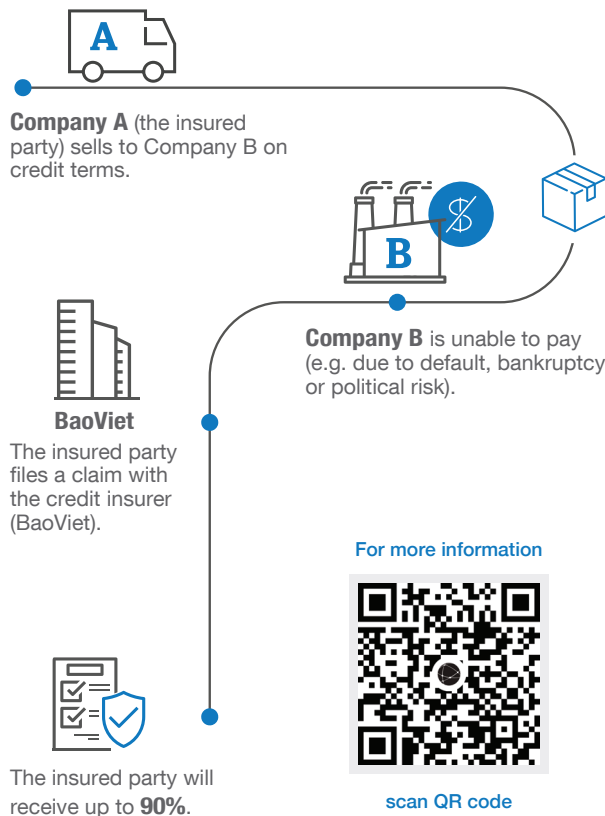 A
Company A (the insured
party) sells to Company B on
credit terms.
B
Company B is unable to pay
(e.g. due to default, bankruptcy
or political risk).
BaoViet
The insured party
files a claim with
the credit insurer
(BaoViet).
The insured party will
receive up to 90%.
For more information
scan QR code